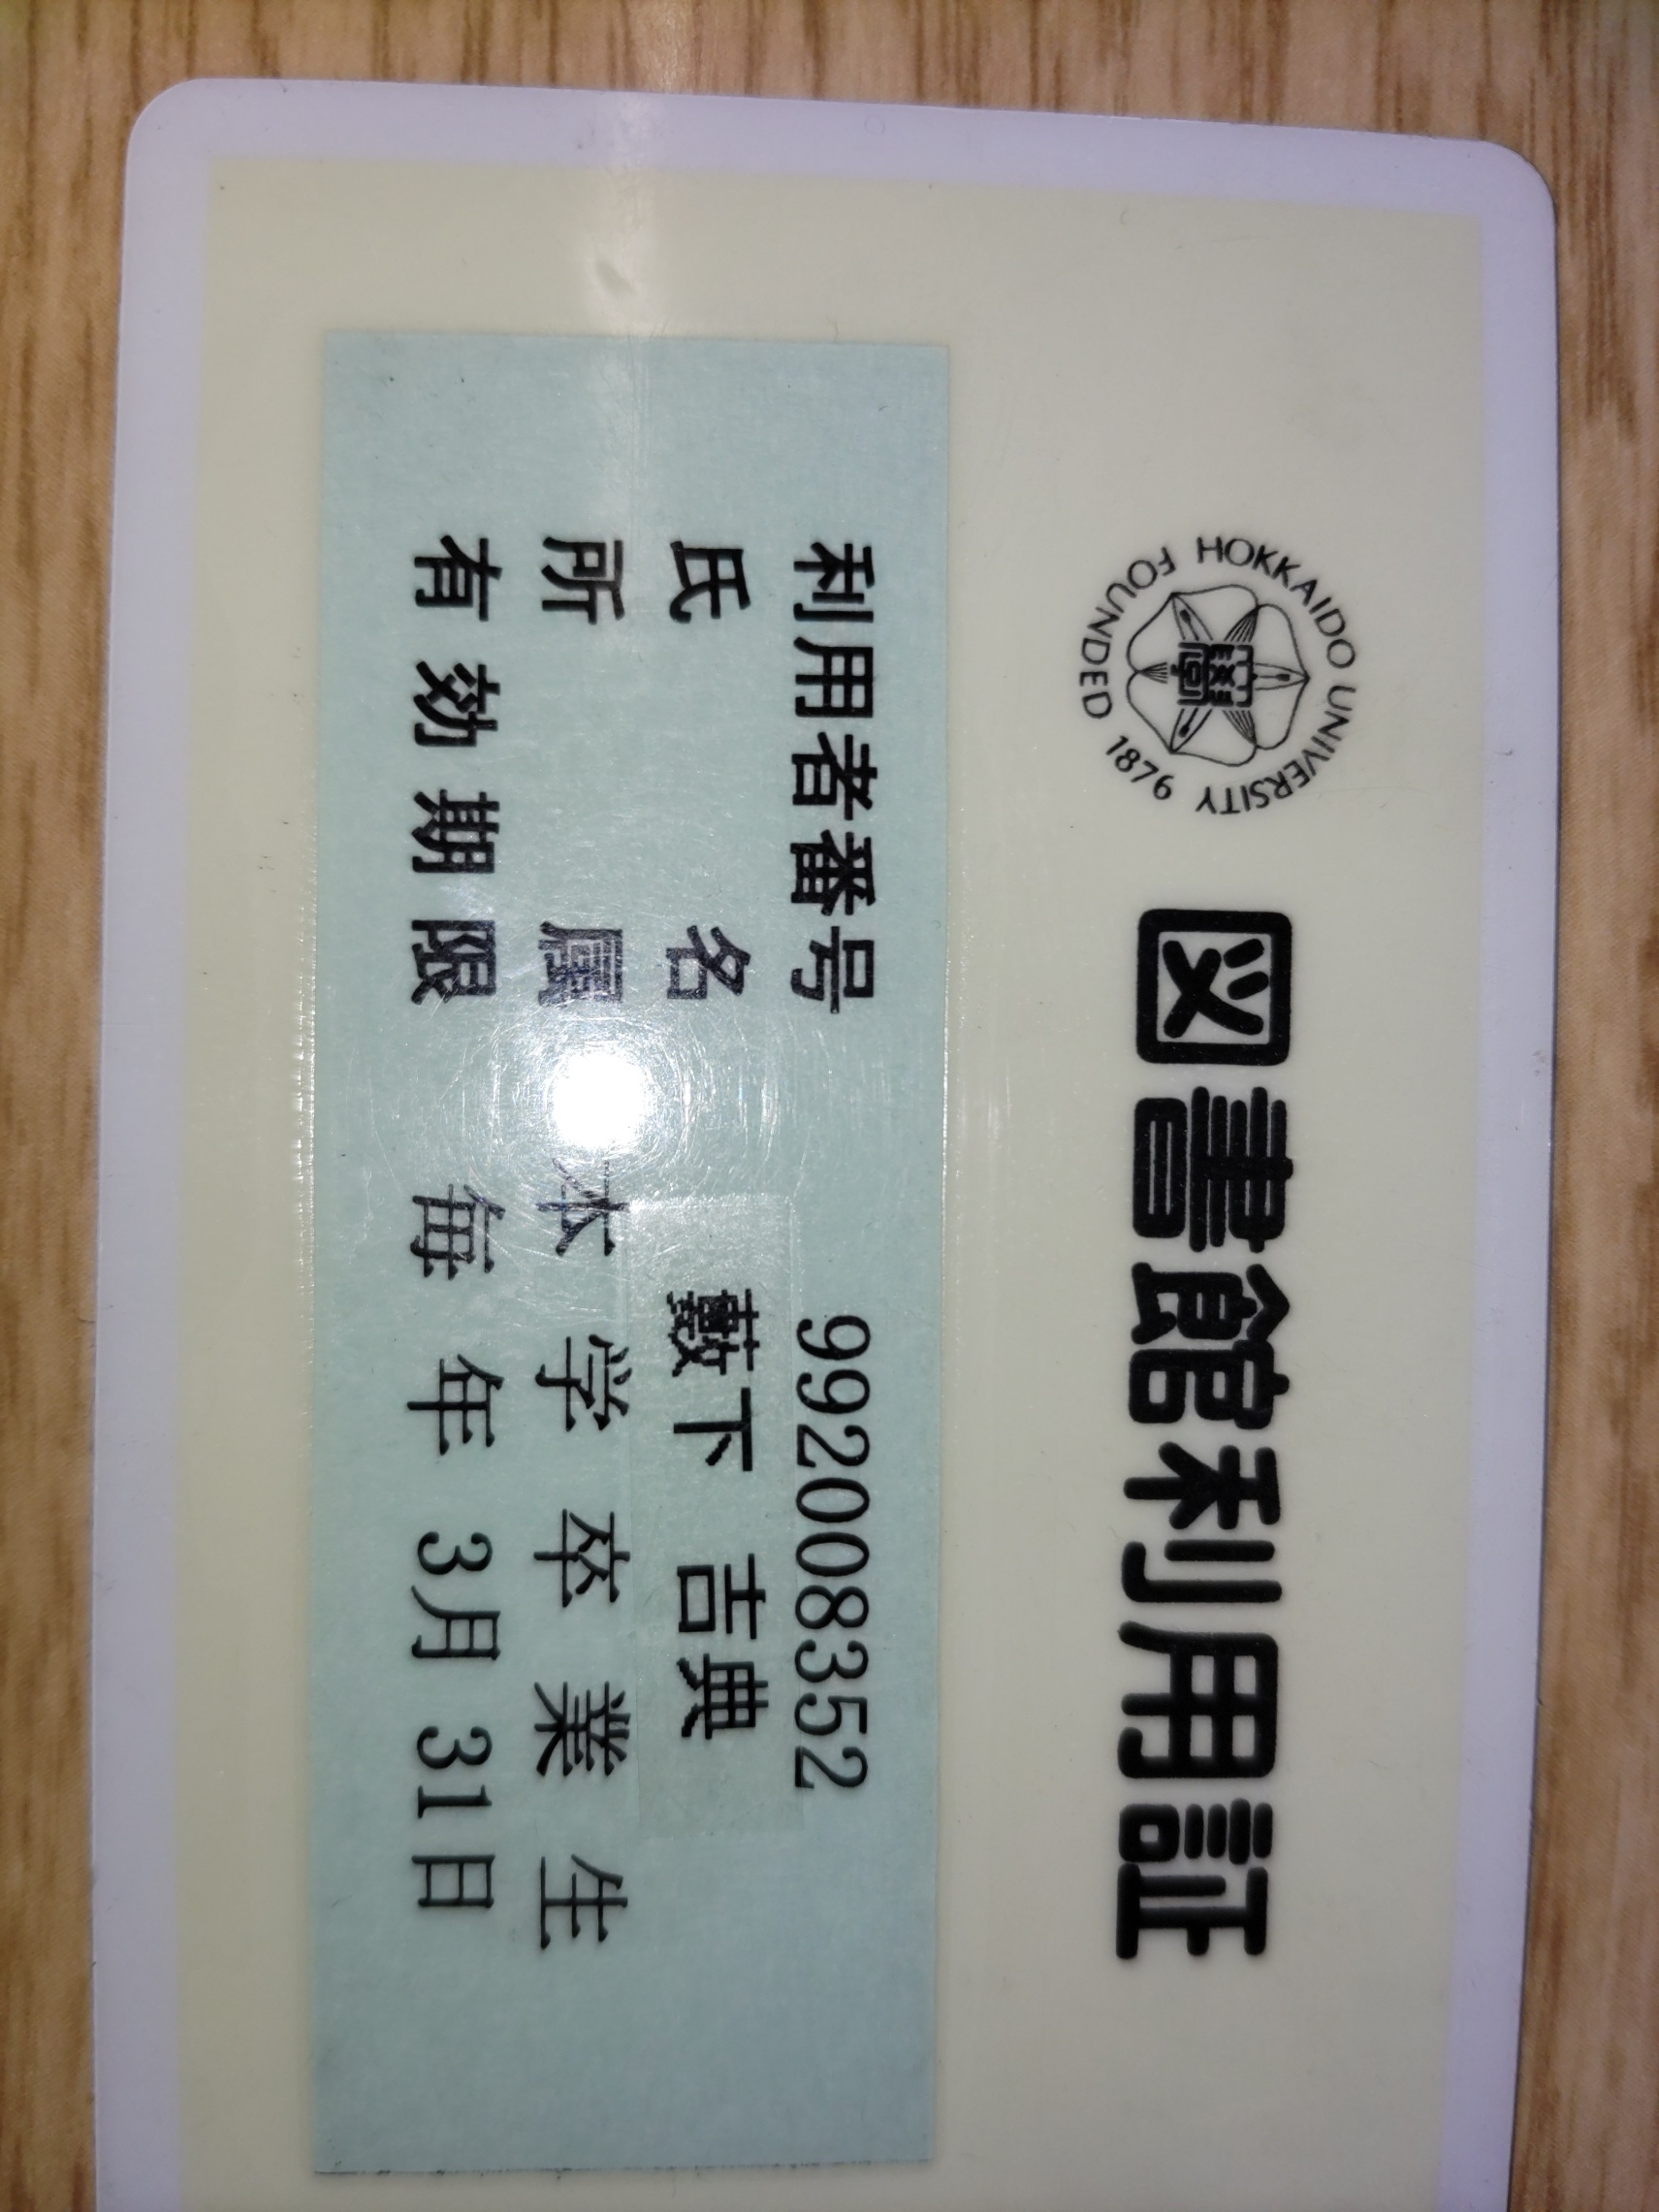 HOKKAIDO UNIVERSITY
FOUNDED 1876
図書館利用証
利用者番号 9920083352
氏名 藪下 吉典
所属 本学卒業生
有効期限 毎年 3月 31日